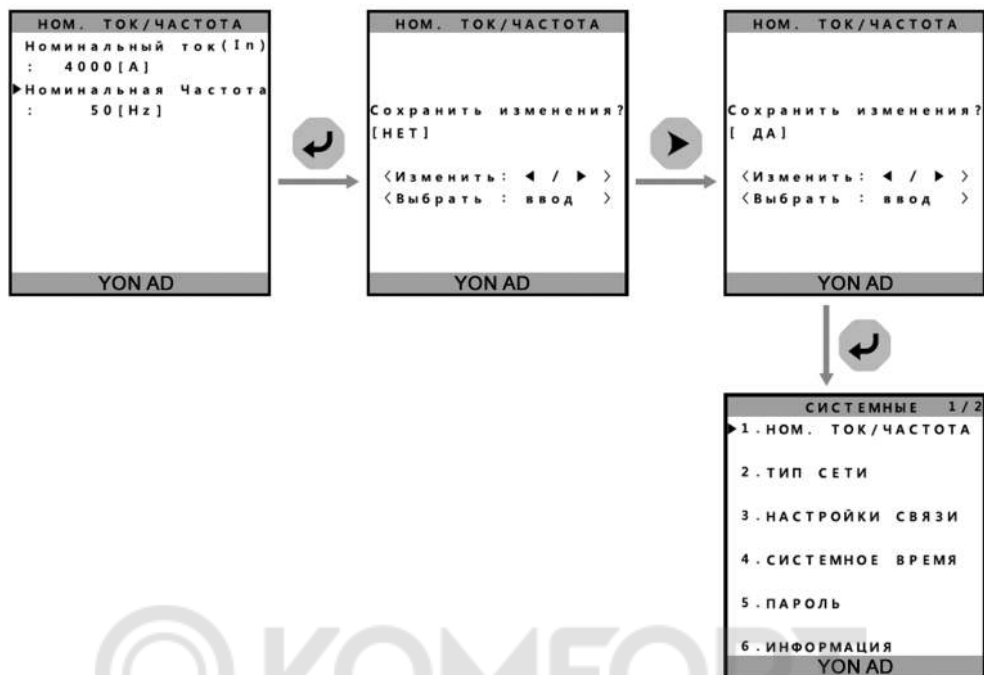 НОМ. ТОК/ЧАСТОТА
Номинальный ток(In)
: 4000[A]
▶Номинальная Частота
: 50[Hz]
YON AD
НОМ. ТОК/ЧАСТОТА
Сохранить изменения?
[НЕТ]
<Изменить: ◀ / ▶ >
<Выбрать : ввод >
YON AD
НОМ. ТОК/ЧАСТОТА
Сохранить изменения?
[ ДА]
<Изменить: ◀ / ▶ >
<Выбрать : ввод >
YON AD
СИСТЕМНЫЕ 1/2
▶1.НОМ. ТОК/ЧАСТОТА
2.ТИП СЕТИ
3.НАСТРОЙКИ СВЯЗИ
4.СИСТЕМНОЕ ВРЕМЯ
5.ПАРОЛЬ
6.ИНФОРМАЦИЯ
YON AD
KOMFORT